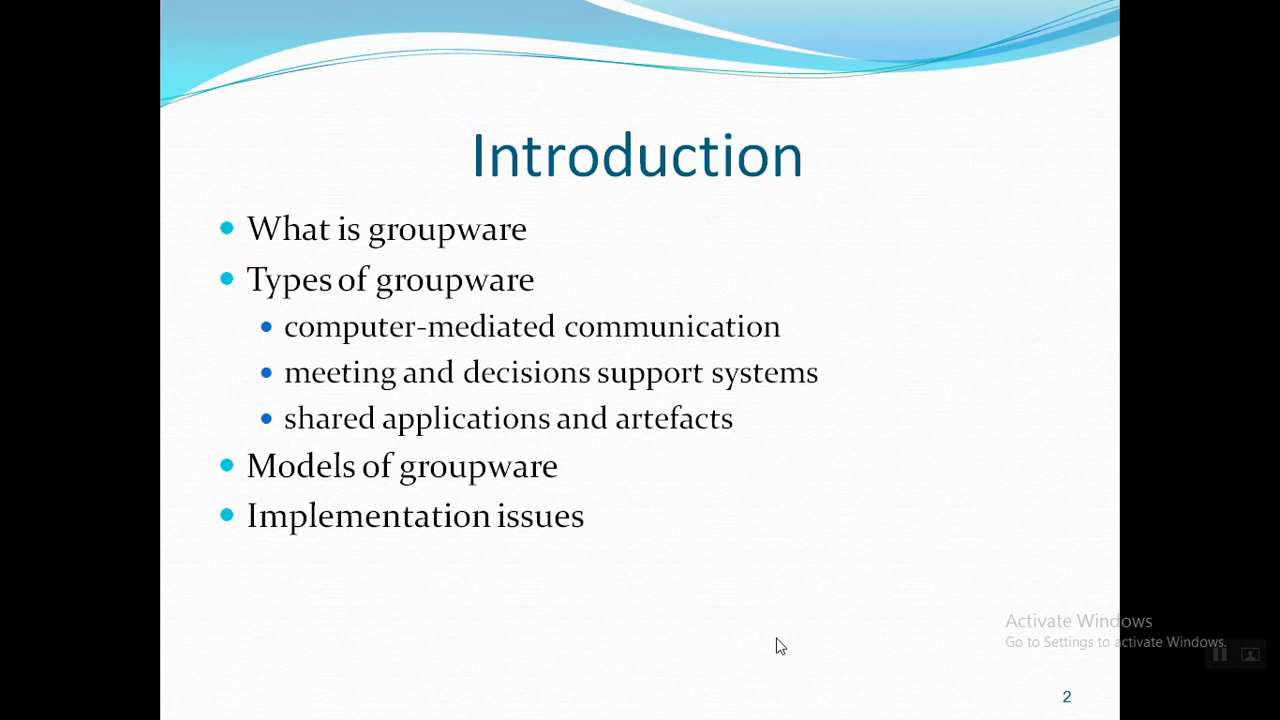 Introduction
What is groupware
Types of groupware
computer-mediated communication
meeting and decisions support systems
shared applications and artefacts
Models of groupware
Implementation issues
Activate Windows
Go to Settings to activate Windows.
2